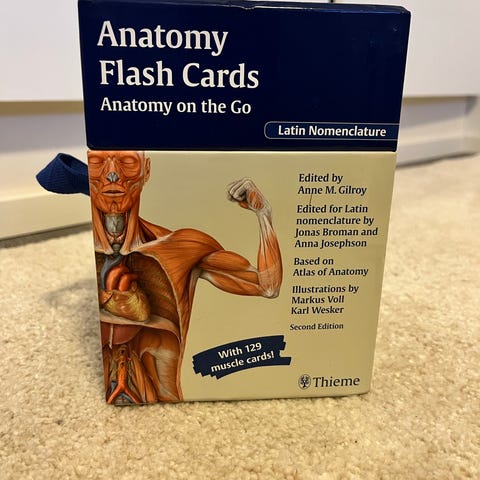 Anatomy
Flash Cards
Anatomy on the Go
Latin Nomenclature
Edited by
Anne M. Gilroy
Edited for Latin
nomenclature by
Jonas Broman and
Anna Josephson
Based on
Atlas of Anatomy
Illustrations by
Markus Voll
Karl Wesker
Second Edition
With 129
muscle cards!
Thieme